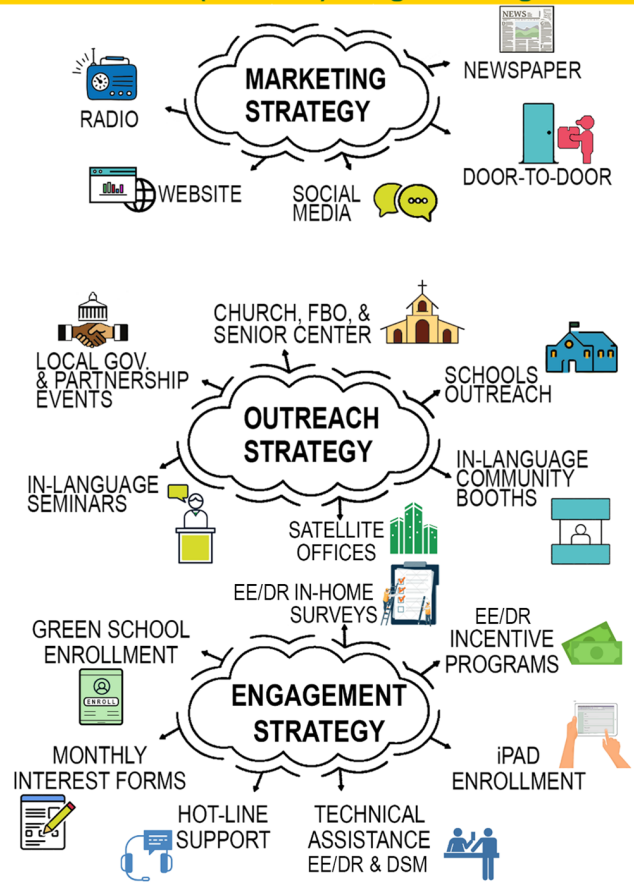 NEWS
MARKETING
STRATEGY
NEWSPAPER
RADIO
DOOR-TO-DOOR
WEBSITE
SOCIAL
MEDIA
CHURCH, FBO, &
SENIOR CENTER
LOCAL GOV.
& PARTNERSHIP
EVENTS
SCHOOLS
OUTREACH
OUTREACH
STRATEGY
IN-LANGUAGE
SEMINARS
IN-LANGUAGE
COMMUNITY
BOOTHS
SATELLITE
OFFICES
EE/DR IN-HOME
SURVEYS
GREEN SCHOOL
ENROLLMENT
ENROLL
EE/DR
INCENTIVE
PROGRAMS
ENGAGEMENT
STRATEGY
MONTHLY
INTEREST FORMS
iPAD
ENROLLMENT
HOT-LINE
SUPPORT
TECHNICAL
ASSISTANCE
EE/DR & DSM